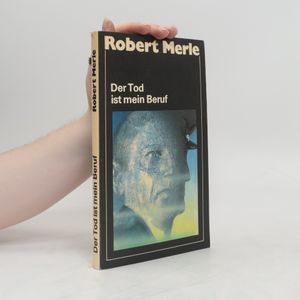 Robert Merle
Der Tod
ist mein Beruf
Robert Merle
Der Tod ist mein Beruf